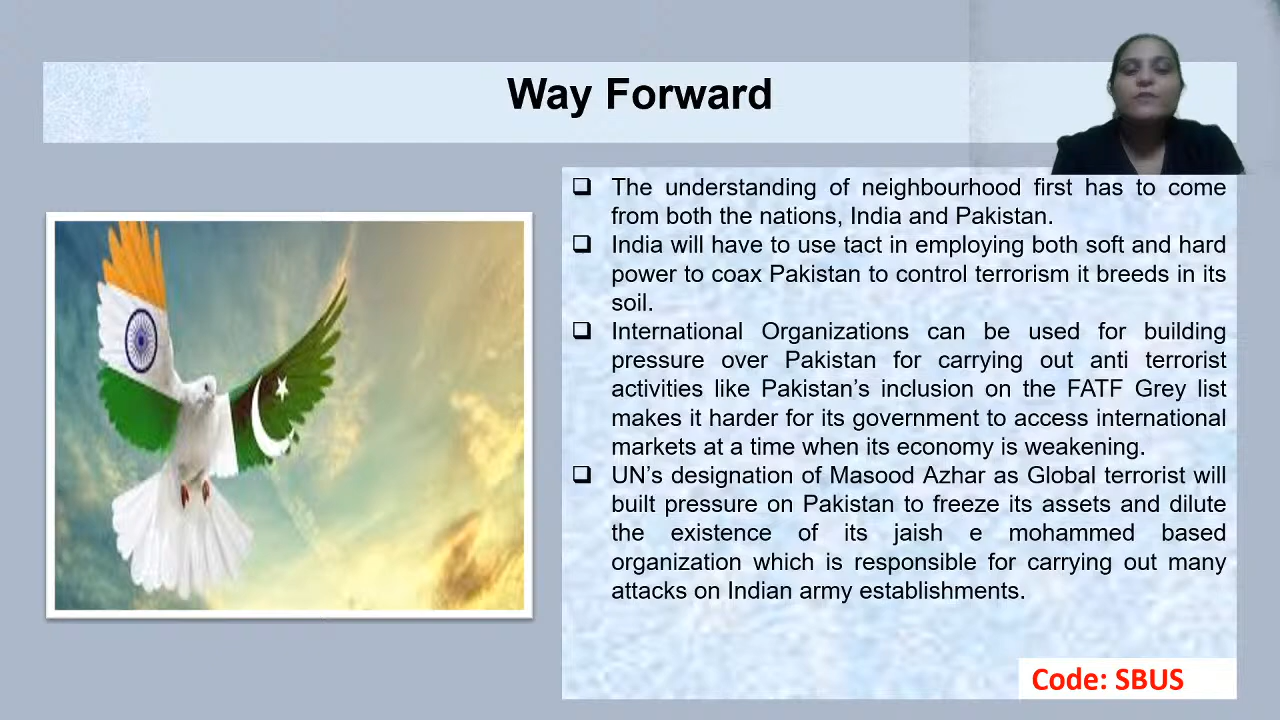 Way Forward
❑ The understanding of neighbourhood first has to come
from both the nations, India and Pakistan.
❑ India will have to use tact in employing both soft and hard
power to coax Pakistan to control terrorism it breeds in its
soil.
❑ International Organizations can be used for building
pressure over Pakistan for carrying out anti terrorist
activities like Pakistan’s inclusion on the FATF Grey list
makes it harder for its government to access international
markets at a time when its economy is weakening.
❑ UN’s designation of Masood Azhar as Global terrorist will
built pressure on Pakistan to freeze its assets and dilute
the existence of its jaish e mohammed based
organization which is responsible for carrying out many
attacks on Indian army establishments.
Code: SBUS